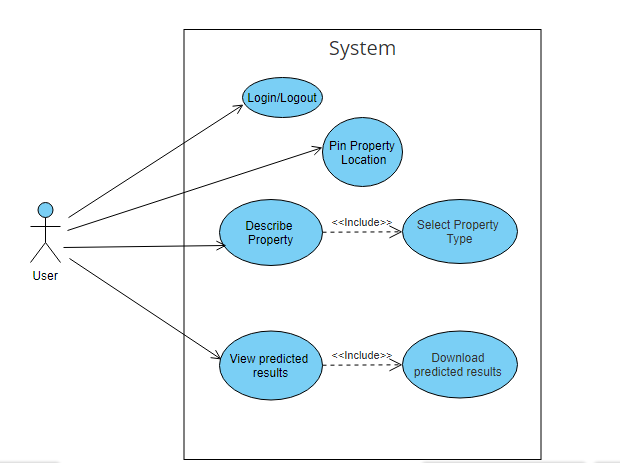 System
Login/Logout
Pin Property
Location
Describe
Property
<<Include>>
Select Property
Type
User
View predicted
results
<<Include>>
Download
predicted results